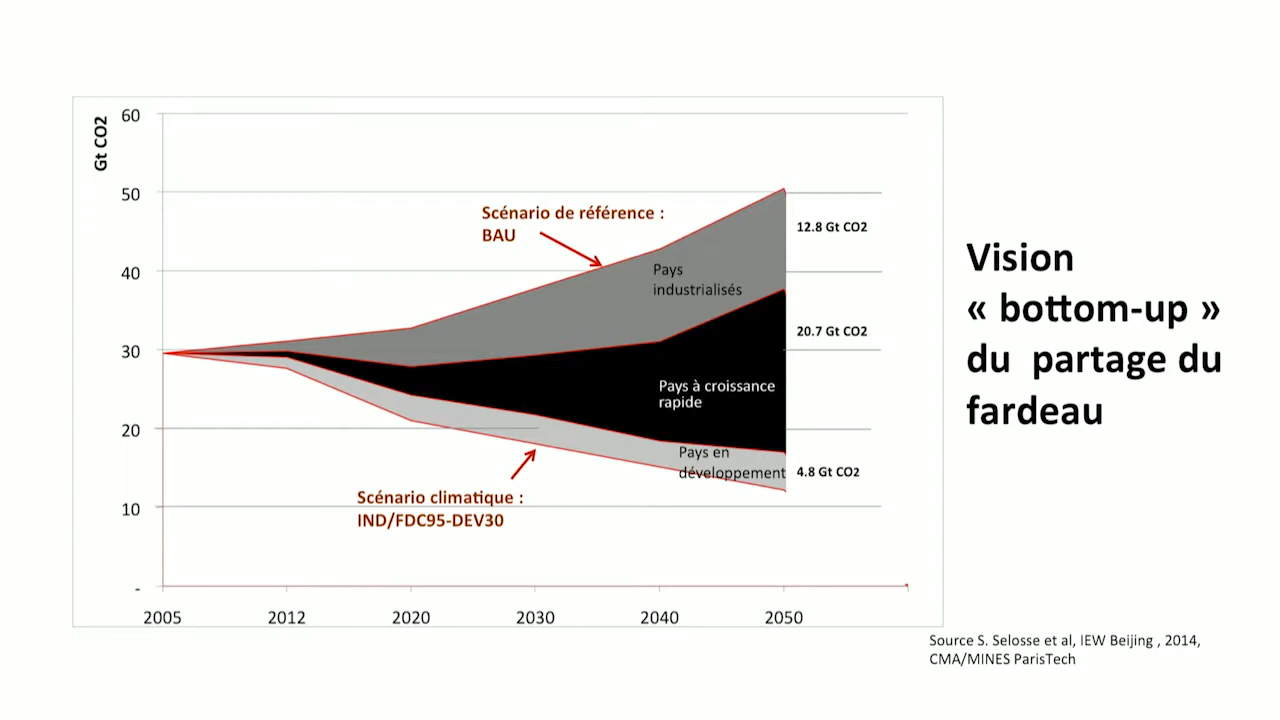 Gt CO2
60
50
40
30
20
10
-
2005 2012 2020 2030 2040 2050
Scénario de référence :
BAU
Pays
industrialisés
Pays à croissance
rapide
Pays en
développement
Scénario climatique :
IND/FDC95-DEV30
12.8 Gt CO2
20.7 Gt CO2
4.8 Gt CO2
Vision
« bottom-up »
du partage du
fardeau
Source S. Selosse et al, IEW Beijing , 2014,
CMA/MINES ParisTech